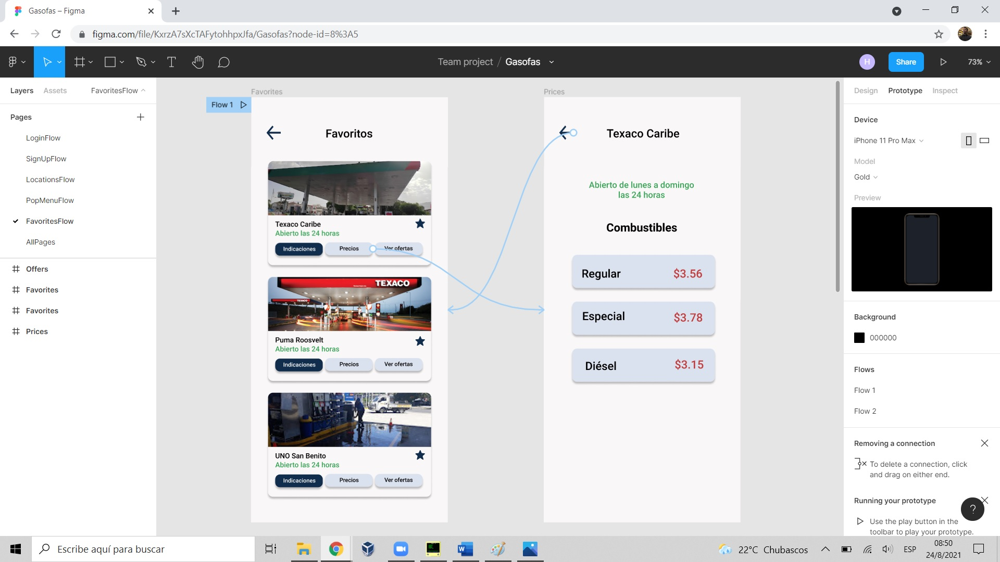 Gasofas – Figma
figma.com/file/KxrzA7sXcTAFytohhpxJfa/Gasofas?node-id=8%3A5
Team project / Gasofas
H
Share
73%
Layers
Assets
FavoritesFlow
Pages
LoginFlow
SignUpFlow
LocationsFlow
PopMenuFlow
FavoritesFlow
AllPages
Offers
Favorites
Favorites
Prices
Favorites
Flow 1
Favoritos
Texaco Caribe
Abierto las 24 horas
Indicaciones
Precios
Ver ofertas
TEXACO
TEXACO
Puma Roosvelt
Abierto las 24 horas
Indicaciones
Precios
Ver ofertas
UNO San Benito
Abierto las 24 horas
Indicaciones
Precios
Ver ofertas
Prices
Texaco Caribe
Abierto de lunes a domingo
las 24 horas
Combustibles
Regular $3.56
Especial $3.78
Diésel $3.15
Design
Prototype
Inspect
Device
iPhone 11 Pro Max
Model
Gold
Preview
Background
000000
Flows
Flow 1
Flow 2
Removing a connection
To delete a connection, click
and drag on either end.
Running your prototype
?
Use the play button in the
toolbar to play your prototype.
Escribe aquí para buscar
22°C Chubascos
ESP
08:50
24/8/2021